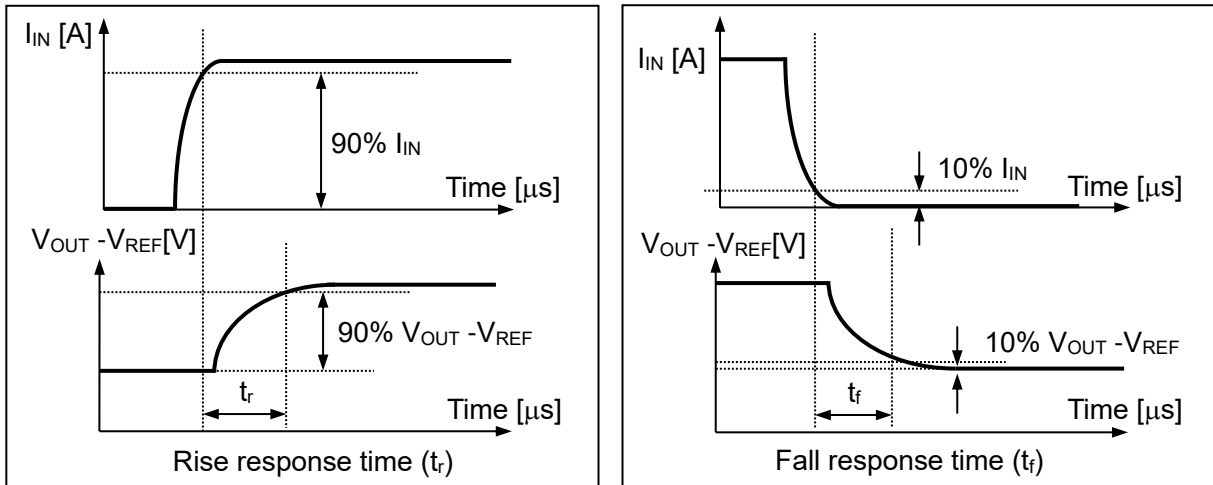 I_IN [A]
90% I_IN
Time [μs]
V_OUT -V_REF[V]
90% V_OUT -V_REF
t_r
Time [μs]
Rise response time (t_r)
I_IN [A]
10% I_IN
Time [μs]
V_OUT -V_REF[V]
10% V_OUT -V_REF
t_f
Time [μs]
Fall response time (t_f)